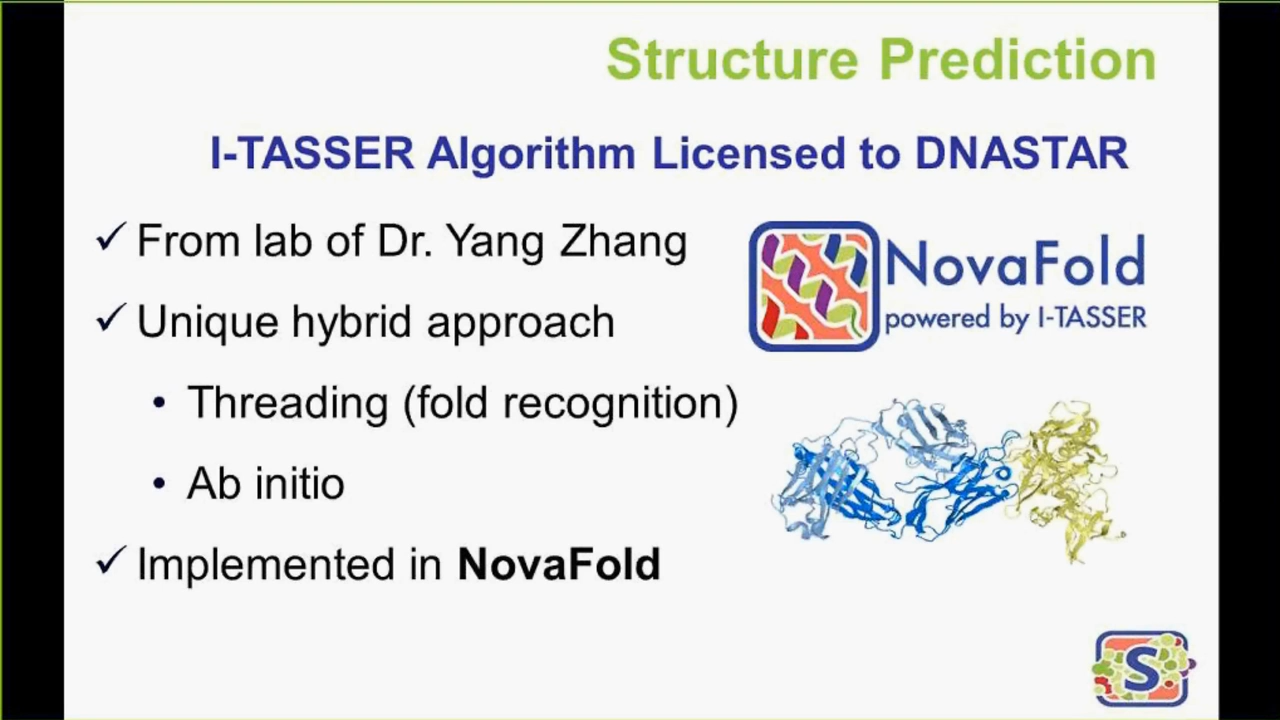 Structure Prediction
I-TASSER Algorithm Licensed to DNASTAR
✓ From lab of Dr. Yang Zhang
✓ Unique hybrid approach
• Threading (fold recognition)
• Ab initio
✓ Implemented in NovaFold
NovaFold
powered by I-TASSER
S